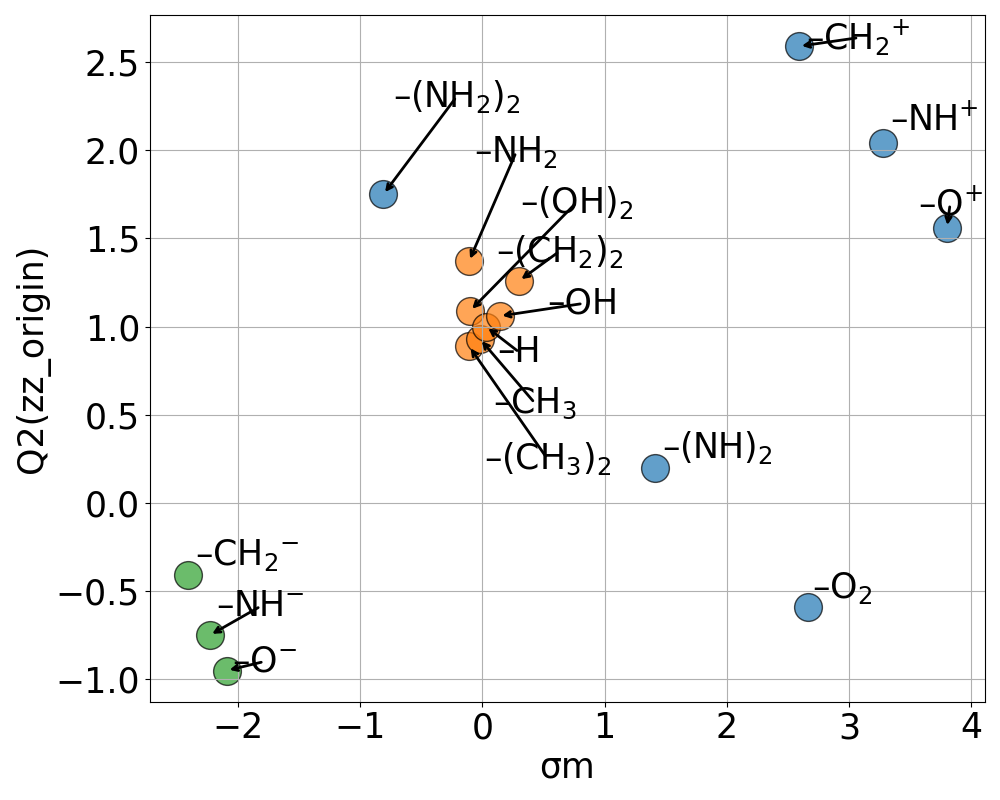 –CH₂⁺
–(NH₂)₂
–NH⁺
–NH₂
–(OH)₂
–O⁺
–(CH₂)₂
–OH
–H
–CH₃
–(CH₃)₂
–(NH)₂
–CH₂⁻
–NH⁻
–O₂
–O⁻
Q2(zz_origin)
2.5
2.0
1.5
1.0
0.5
0.0
−0.5
−1.0
−2
−1
0
1
2
3
4
σm